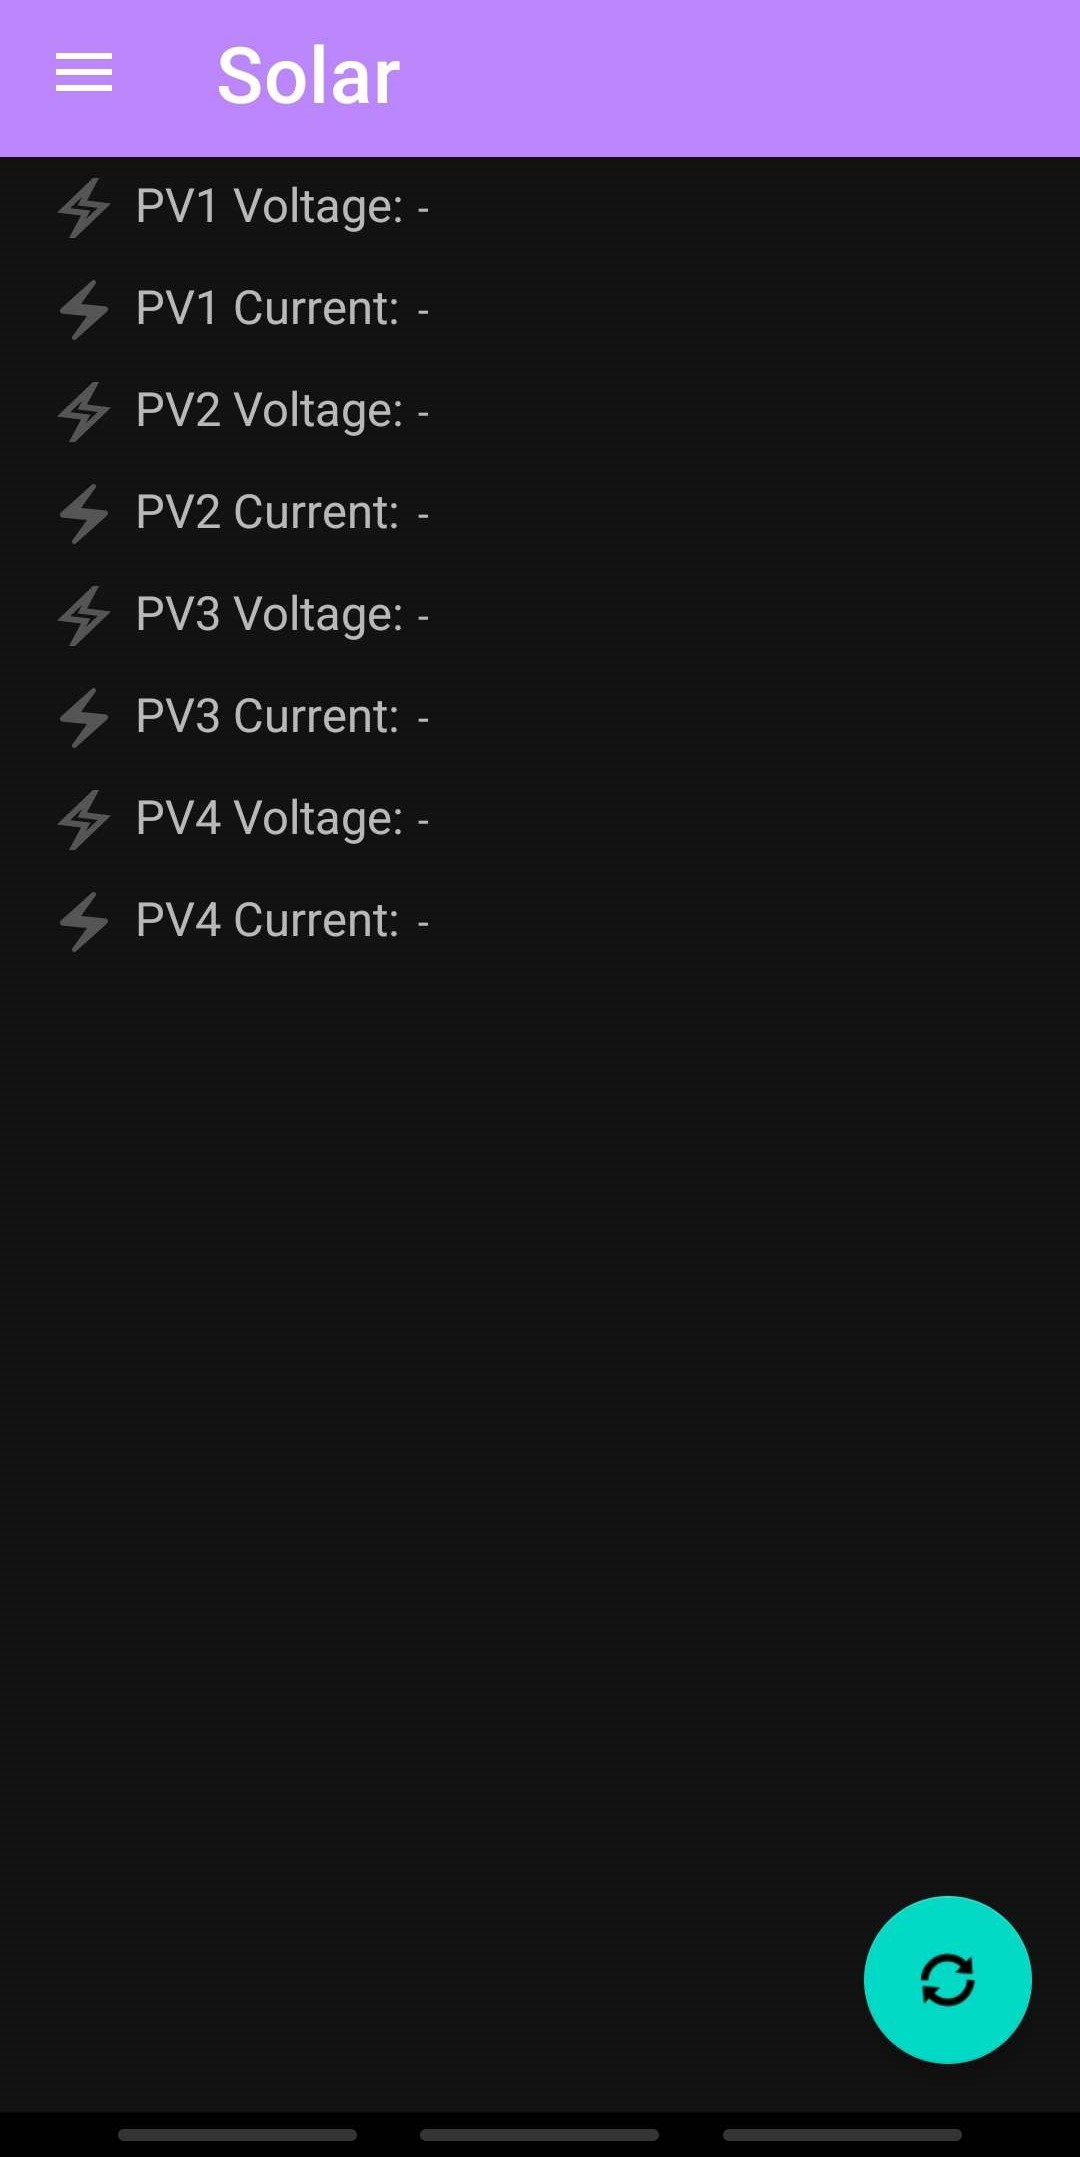 Solar
PV1 Voltage: -
PV1 Current: -
PV2 Voltage: -
PV2 Current: -
PV3 Voltage: -
PV3 Current: -
PV4 Voltage: -
PV4 Current: -